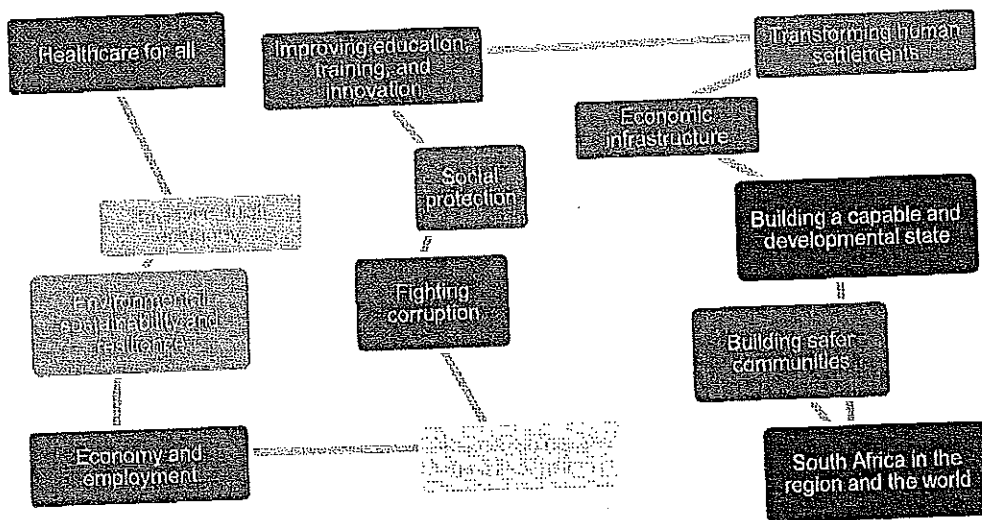 Healthcare for all
Improving education,
training, and
innovation
Transforming human
settlements
Economic
infrastructure
Social
protection
Building a capable and
developmental state
Environmental
sustainability and
resilience
Fighting
corruption
Building safer
communities
Economy and
employment
South Africa in the
region and the world